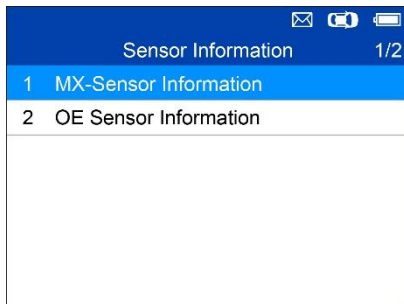 Sensor Information 1/2
1 MX-Sensor Information
2 OE Sensor Information